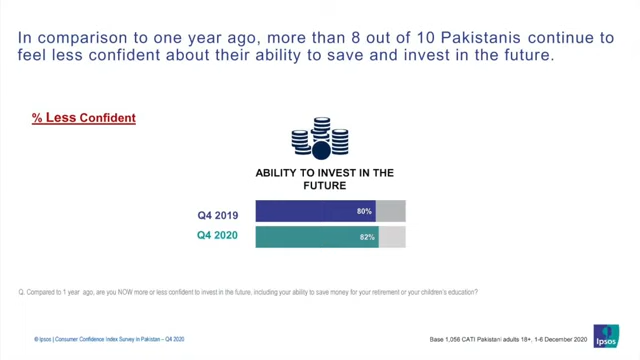 In comparison to one year ago, more than 8 out of 10 Pakistanis continue to
feel less confident about their ability to save and invest in the future.
% Less Confident
ABILITY TO INVEST IN THE
FUTURE
Q4 2019
80%
Q4 2020
82%
Q. Compared to 1 year ago, are you NOW more or less confident to invest in the future, including your ability to save money for your retirement or your children's education?
© Ipsos | Consumer Confidence Index Survey in Pakistan – Q4 2020
Base 1,058 CATI Pakistani adults 18+, 1-6 December 2020
Ipsos